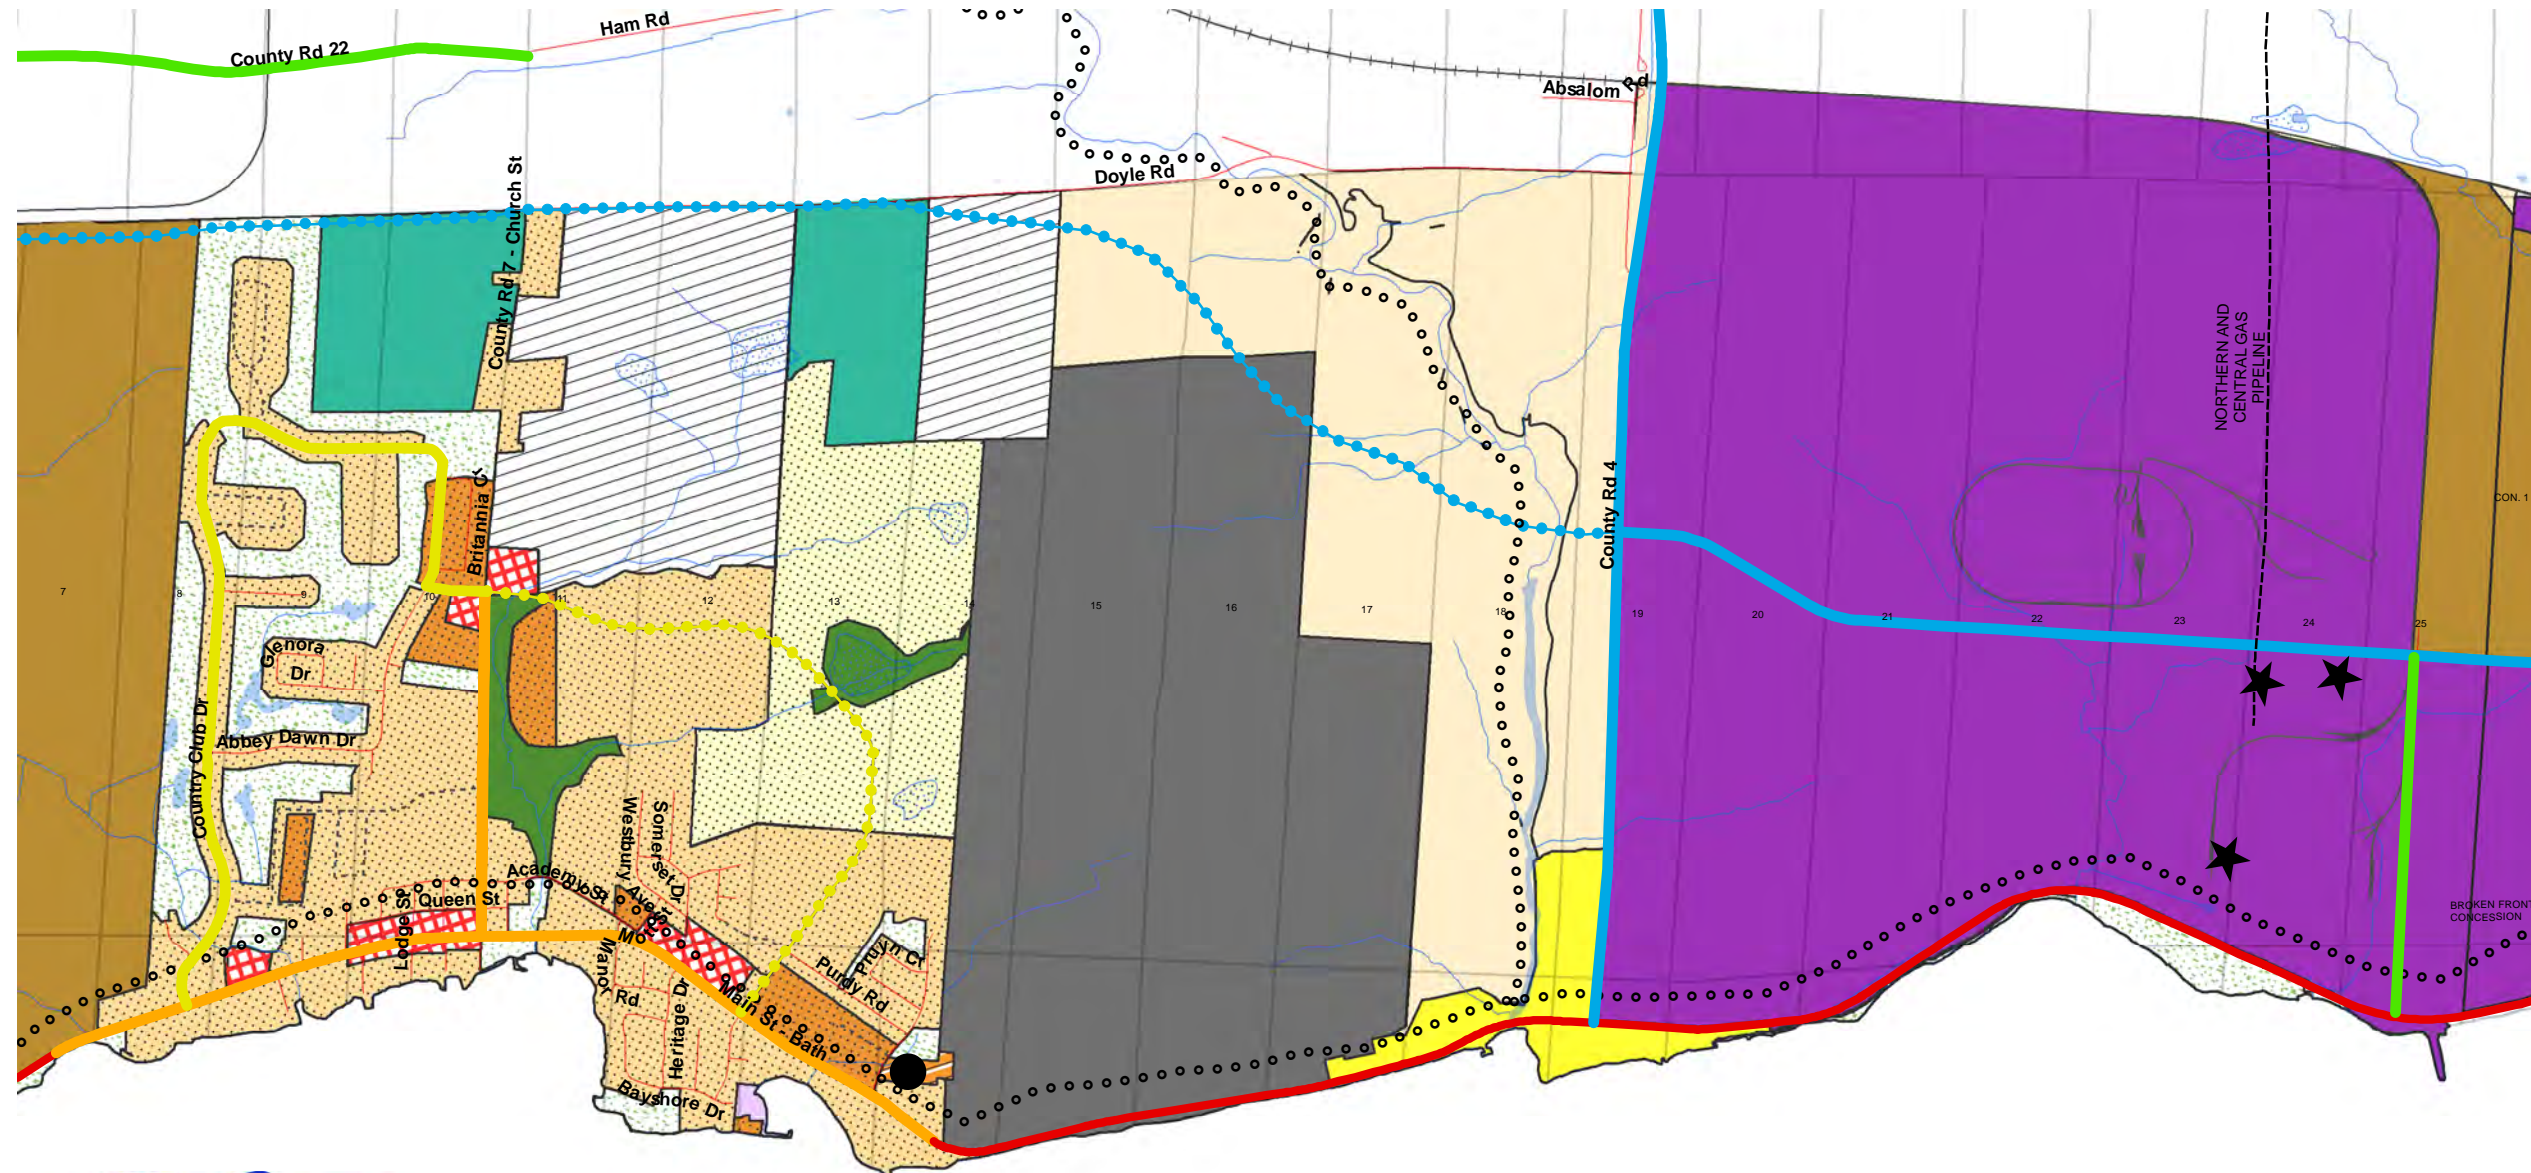 Ham Rd
County Rd 22
Absalom Rd
Doyle Rd
County Rd 7 - Church St
NORTHERN AND
CENTRAL GAS
PIPELINE
County Rd 4
CON. 1
Britannia Ct
7
8
9
10
11
12
13
14
15
16
17
18
19
20
21
22
23
24
25
Glenora
Dr
Abbey Dawn Dr
Country Club Dr
Westbury Ave
Somerset Dr
Academy St
Queen St
Lodge St
BROKEN FRONT
CONCESSION
Manor
Rd
Heritage Dr
Main St - Bath
Purdy Rd
Pruyn Cr
Bayshore Dr